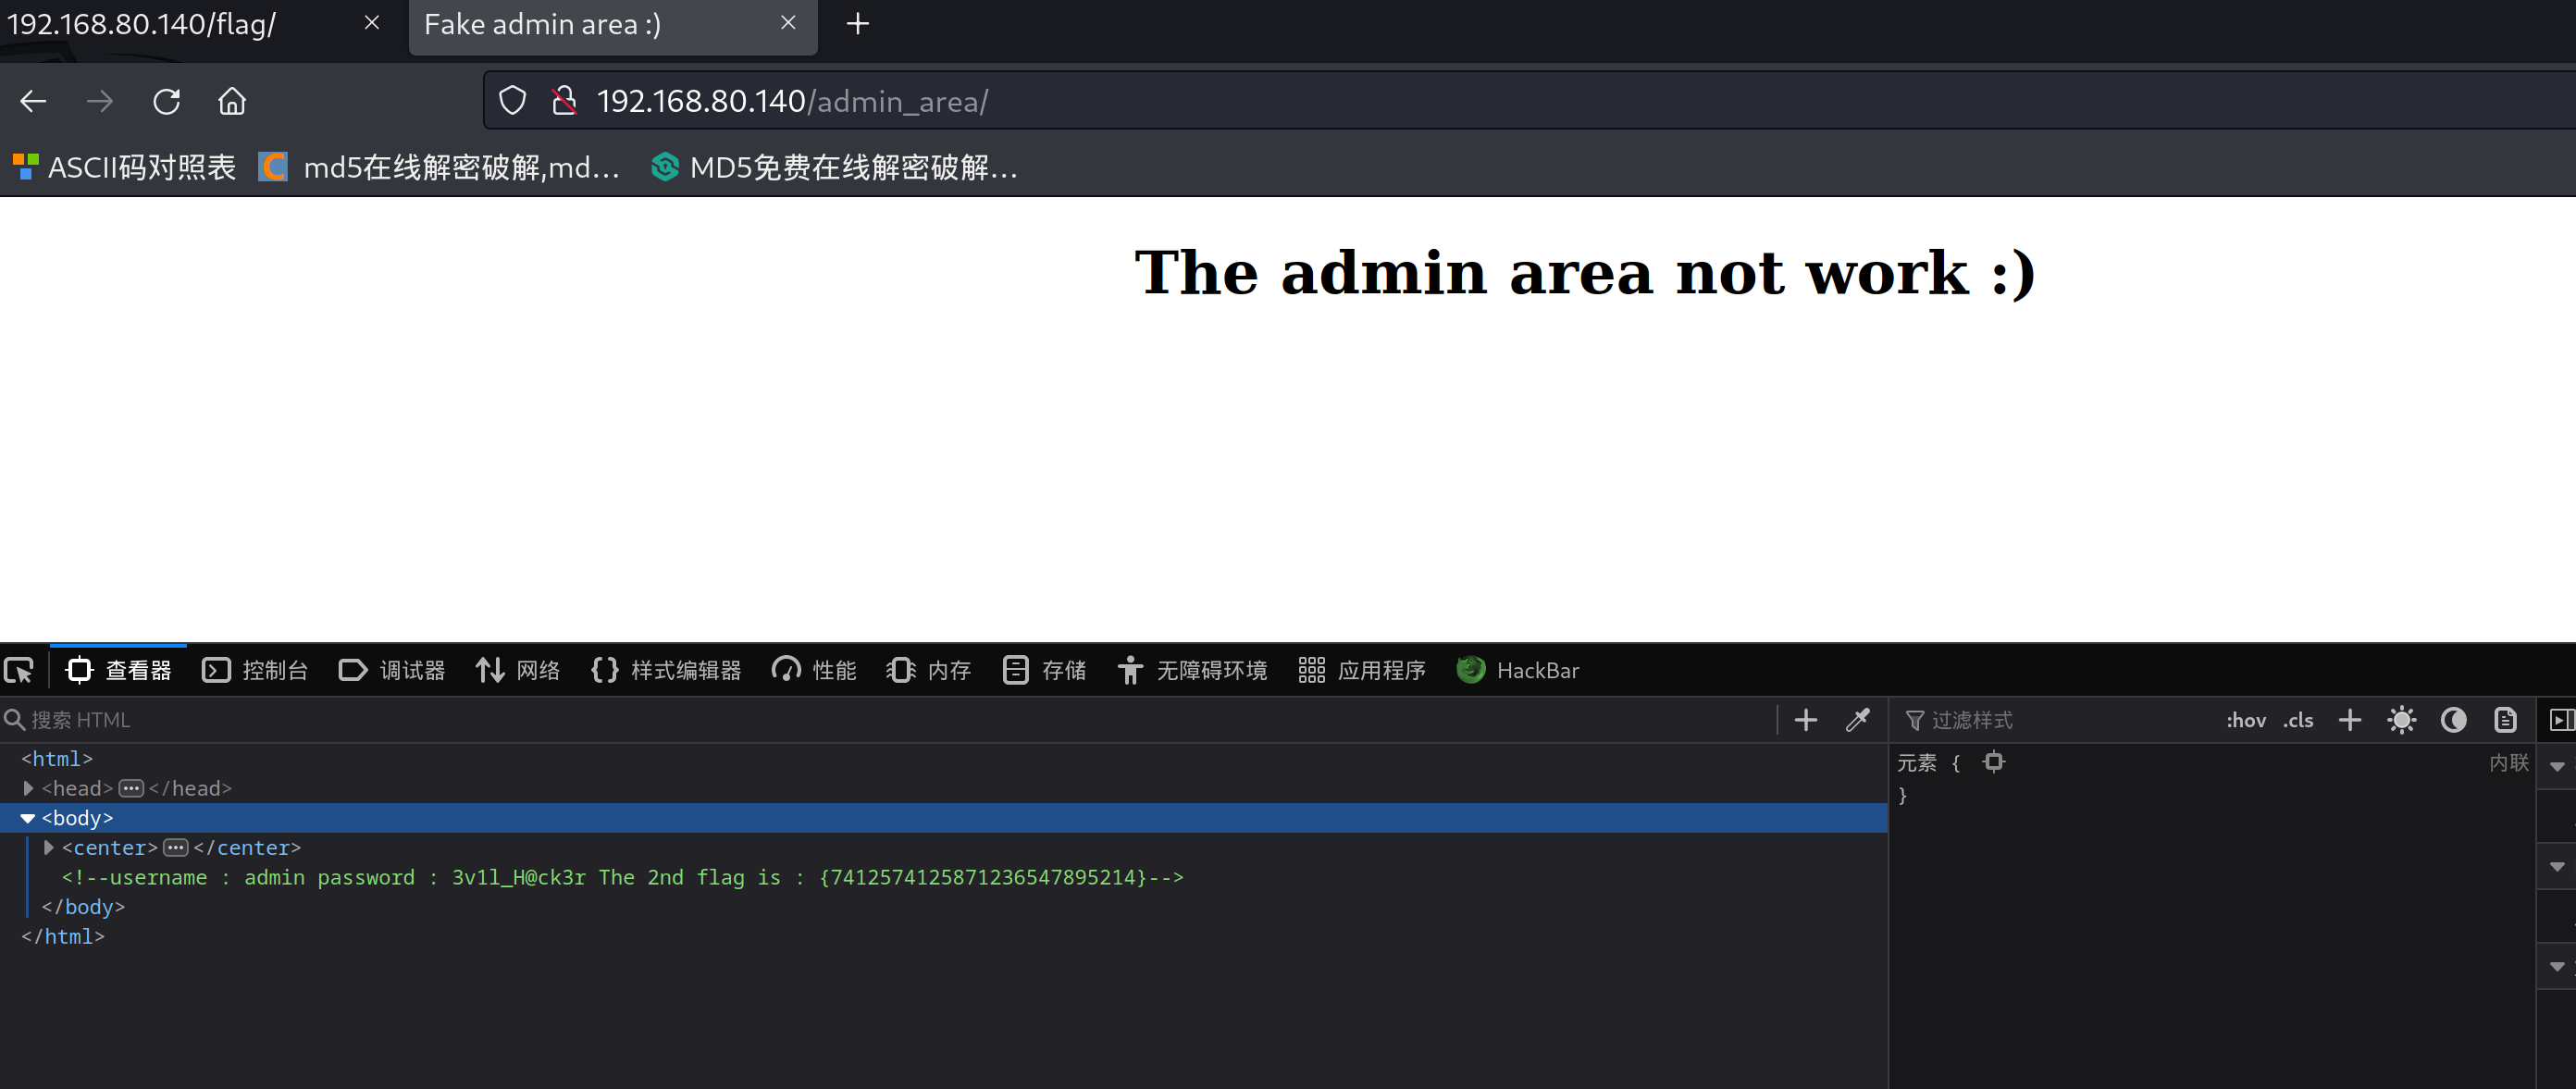 192.168.80.140/flag/
Fake admin area :)
192.168.80.140/admin_area/
ASCII码对照表
md5在线解密破解,md...
MD5免费在线解密破解...
The admin area not work :)
查看器
控制台
调试器
网络
样式编辑器
性能
内存
存储
无障碍环境
应用程序
HackBar
搜索 HTML
过滤样式
:hov
.cls
<html>
<head>
</head>
<body>
<center>
</center>
<!--username : admin password : 3v1l_H@ck3r The 2nd flag is : {7412574125871236547895214}-->
</body>
</html>
元素 {
内联
}